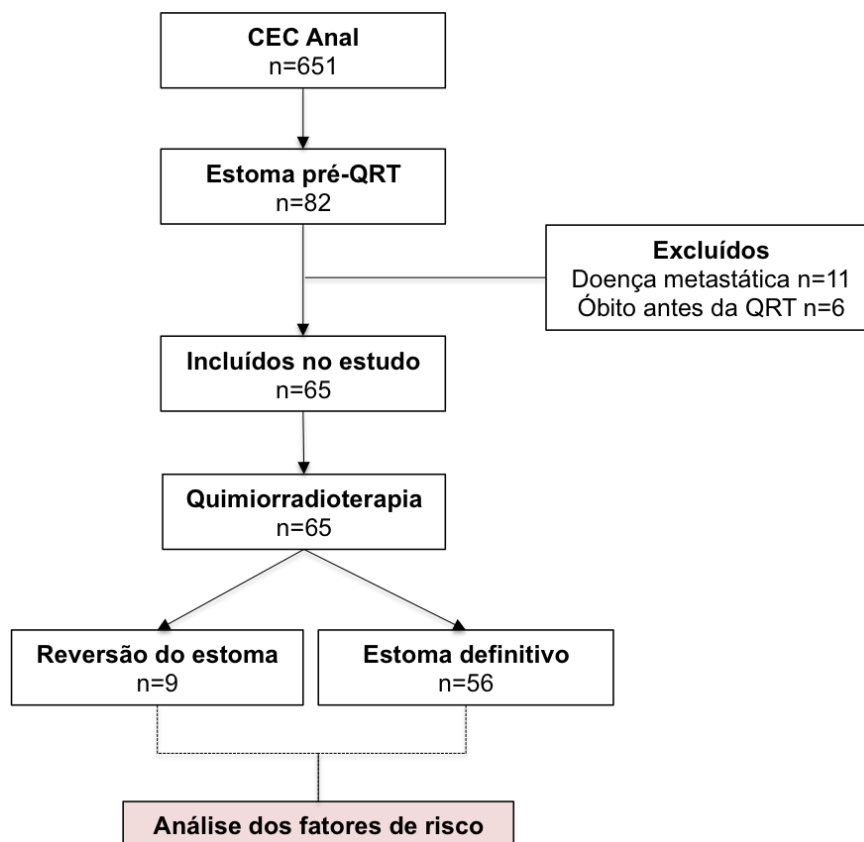 CEC Anal
n=651
Estoma pré-QRT
n=82
Excluídos
Doença metastática n=11
Óbito antes da QRT n=6
Incluídos no estudo
n=65
Quimiorradioterapia
n=65
Reversão do estoma
n=9
Estoma definitivo
n=56
Análise dos fatores de risco